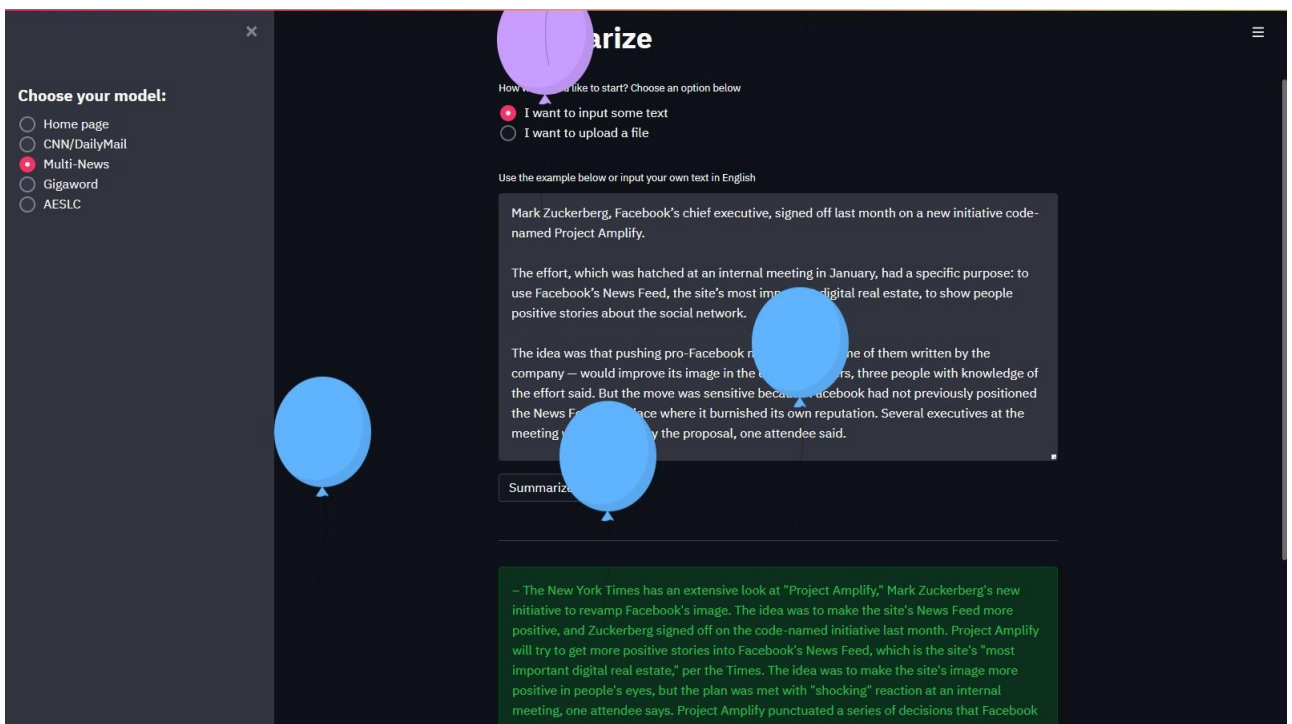 Choose your model:
Home page
CNN/DailyMail
Multi-News
Gigaword
AESLC
arize
How like to start? Choose an option below
I want to input some text
I want to upload a file
Use the example below or input your own text in English
Mark Zuckerberg, Facebook’s chief executive, signed off last month on a new initiative code-
named Project Amplify.
The effort, which was hatched at an internal meeting in January, had a specific purpose: to
use Facebook’s News Feed, the site’s most digital real estate, to show people
positive stories about the social network.
The idea was that pushing pro-Facebook of them written by the
company — would improve its image in the three people with knowledge of
the effort said. But the move was sensitive because Facebook had not previously positioned
the News where it burnished its own reputation. Several executives at the
meeting the proposal, one attendee said.
Summarize
– The New York Times has an extensive look at "Project Amplify," Mark Zuckerberg's new
initiative to revamp Facebook's image. The idea was to make the site's News Feed more
positive, and Zuckerberg signed off on the code-named initiative last month. Project Amplify
will try to get more positive stories into Facebook's News Feed, which is the site's "most
important digital real estate," per the Times. The idea was to make the site's image more
positive in people's eyes, but the plan was met with "shocking" reaction at an internal
meeting, one attendee says. Project Amplify punctuated a series of decisions that Facebook